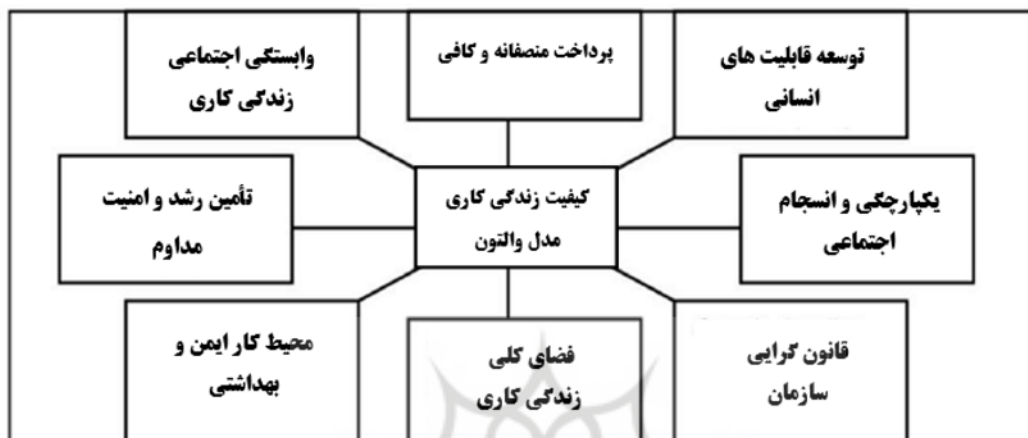 توسعه قابلیت های
انسانی
پرداخت منصفانه و کافی
وابستگی اجتماعی
زندگی کاری
یکپارچگی و انسجام
اجتماعی
کیفیت زندگی کاری
مدل والتون
تأمین رشد و امنیت
مداوم
قانون گرایی
سازمان
فضای کلی
زندگی کاری
محیط کار ایمن و
بهداشتی